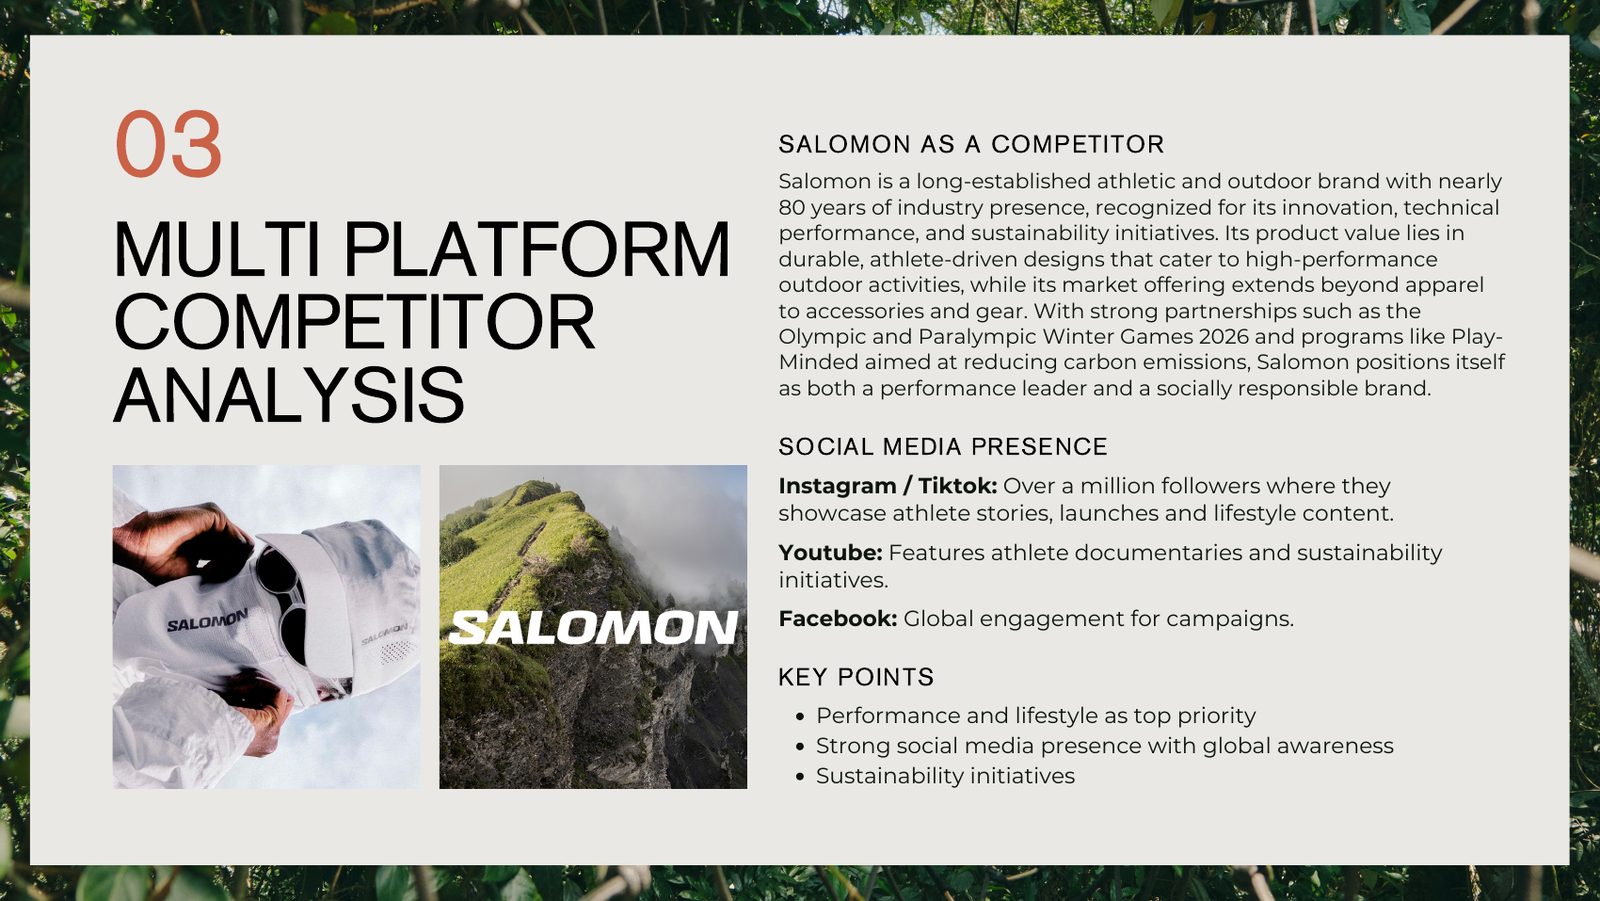 03
MULTI PLATFORM
COMPETITOR
ANALYSIS
SALOMON
SALOMON
SALOMON
SALOMON AS A COMPETITOR
Salomon is a long-established athletic and outdoor brand with nearly
80 years of industry presence, recognized for its innovation, technical
performance, and sustainability initiatives. Its product value lies in
durable, athlete-driven designs that cater to high-performance
outdoor activities, while its market offering extends beyond apparel
to accessories and gear. With strong partnerships such as the
Olympic and Paralympic Winter Games 2026 and programs like Play-
Minded aimed at reducing carbon emissions, Salomon positions itself
as both a performance leader and a socially responsible brand.
SOCIAL MEDIA PRESENCE
Instagram / Tiktok: Over a million followers where they
showcase athlete stories, launches and lifestyle content.
Youtube: Features athlete documentaries and sustainability
initiatives.
Facebook: Global engagement for campaigns.
KEY POINTS
• Performance and lifestyle as top priority
• Strong social media presence with global awareness
• Sustainability initiatives